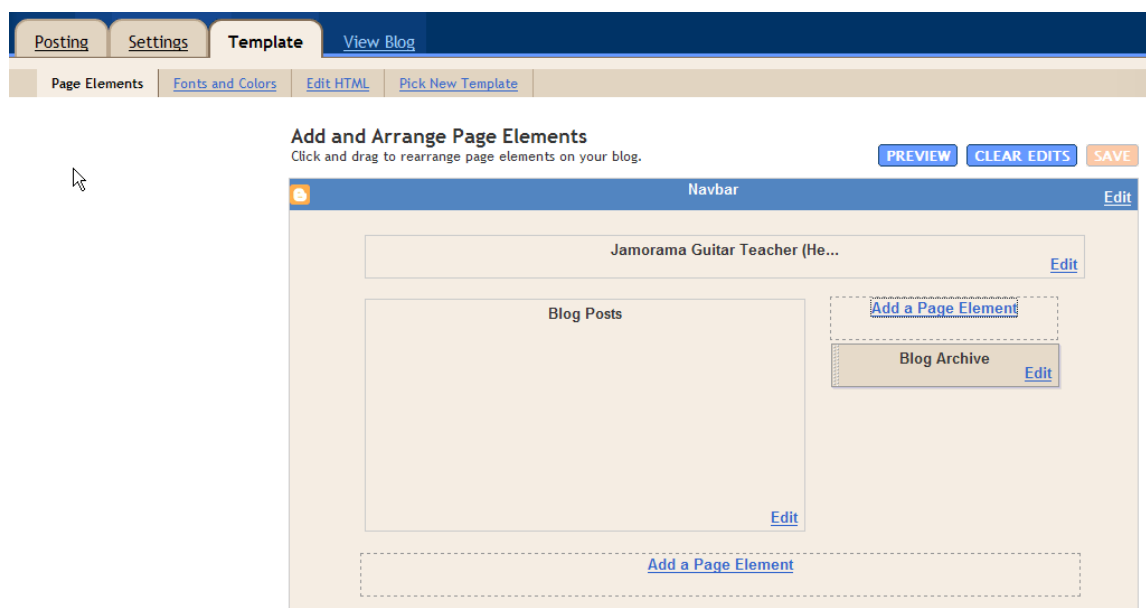 Posting Settings Template View Blog
Page Elements Fonts and Colors Edit HTML Pick New Template
Add and Arrange Page Elements
Click and drag to rearrange page elements on your blog.
PREVIEW CLEAR EDITS SAVE
Navbar
Edit
Jamorama Guitar Teacher (He...
Edit
Blog Posts
Edit
Add a Page Element
Blog Archive
Edit
Add a Page Element